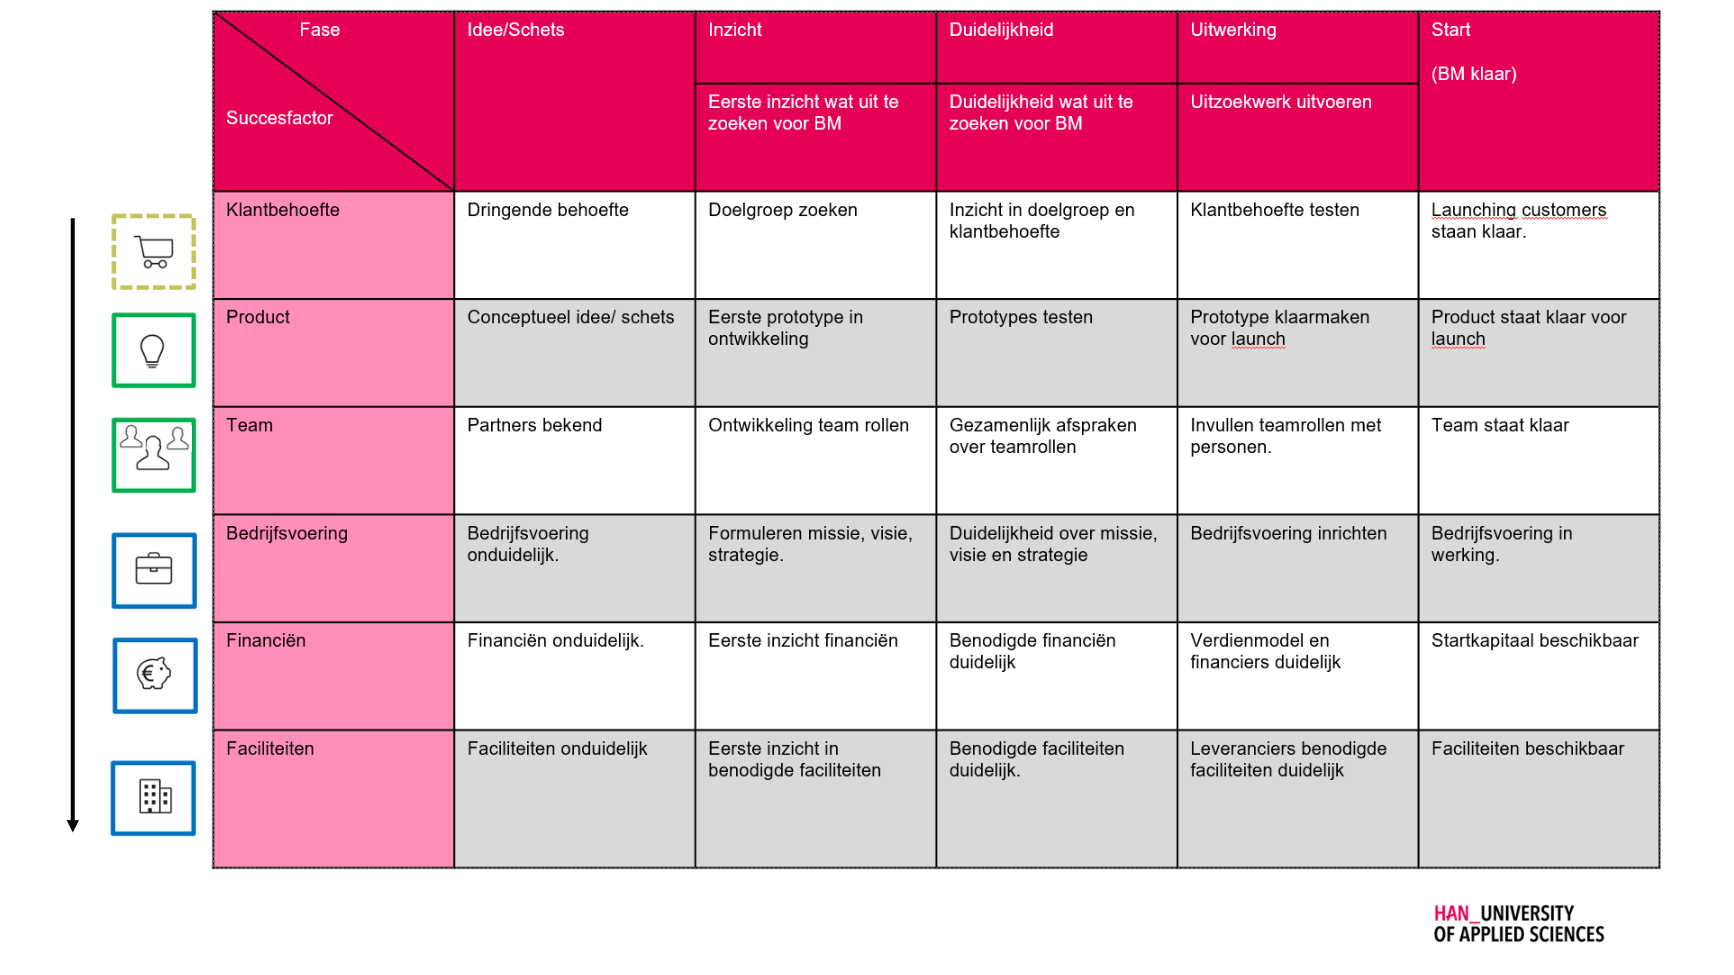 Fase
Succesfactor
Idee/Schets
Inzicht
Eerste inzicht wat uit te
zoeken voor BM
Duidelijkheid
Duidelijkheid wat uit te
zoeken voor BM
Uitwerking
Uitzoekwerk uitvoeren
Start
(BM klaar)
Klantbehoefte
Dringende behoefte
Doelgroep zoeken
Inzicht in doelgroep en
klantbehoefte
Klantbehoefte testen
Launching customers
staan klaar.
Product
Conceptueel idee/ schets
Eerste prototype in
ontwikkeling
Prototypes testen
Prototype klaarmaken
voor launch
Product staat klaar voor
launch
Team
Partners bekend
Ontwikkeling team rollen
Gezamenlijk afspraken
over teamrollen
Invullen teamrollen met
personen.
Team staat klaar
Bedrijfsvoering
Bedrijfsvoering
onduidelijk.
Formuleren missie, visie,
strategie.
Duidelijkheid over missie,
visie en strategie
Bedrijfsvoering inrichten
Bedrijfsvoering in
werking.
€
Financiën
Financiën onduidelijk.
Eerste inzicht financiën
Benodigde financiën
duidelijk
Verdienmodel en
financiers duidelijk
Startkapitaal beschikbaar
Faciliteiten
Faciliteiten onduidelijk
Eerste inzicht in
benodigde faciliteiten
Benodigde faciliteiten
duidelijk.
Leveranciers benodigde
faciliteiten duidelijk
Faciliteiten beschikbaar
HAN_UNIVERSITY
OF APPLIED SCIENCES